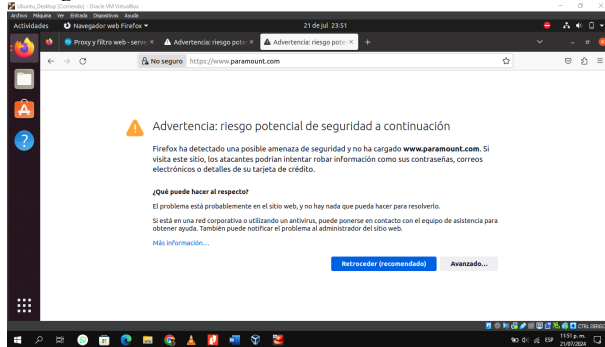 Ubuntu_Desktop [Corriendo] - Oracle VM VirtualBox
Archivo Máquina Ver Entrada Dispositivos Ayuda
Actividades Navegador web Firefox 21 de jul 23:51
Proxy y filtro web - serve Advertencia: riesgo poten Advertencia: riesgo poten
No seguro https://www.paramount.com
Advertencia: riesgo potencial de seguridad a continuación
Firefox ha detectado una posible amenaza de seguridad y no ha cargado www.paramount.com. Si
visita este sitio, los atacantes podrían intentar robar información como sus contraseñas, correos
electrónicos o detalles de su tarjeta de crédito.
¿Qué puede hacer al respecto?
El problema está probablemente en el sitio web, y no hay nada que pueda hacer para resolverlo.
Si está en una red corporativa o utilizando un antivirus, puede ponerse en contacto con el equipo de asistencia para
obtener ayuda. También puede notificar el problema al administrador del sitio web.
Más información...
Retroceder (recomendado) Avanzado...
CTRL DERECHO
ESP 11:51 p. m.
21/07/2024